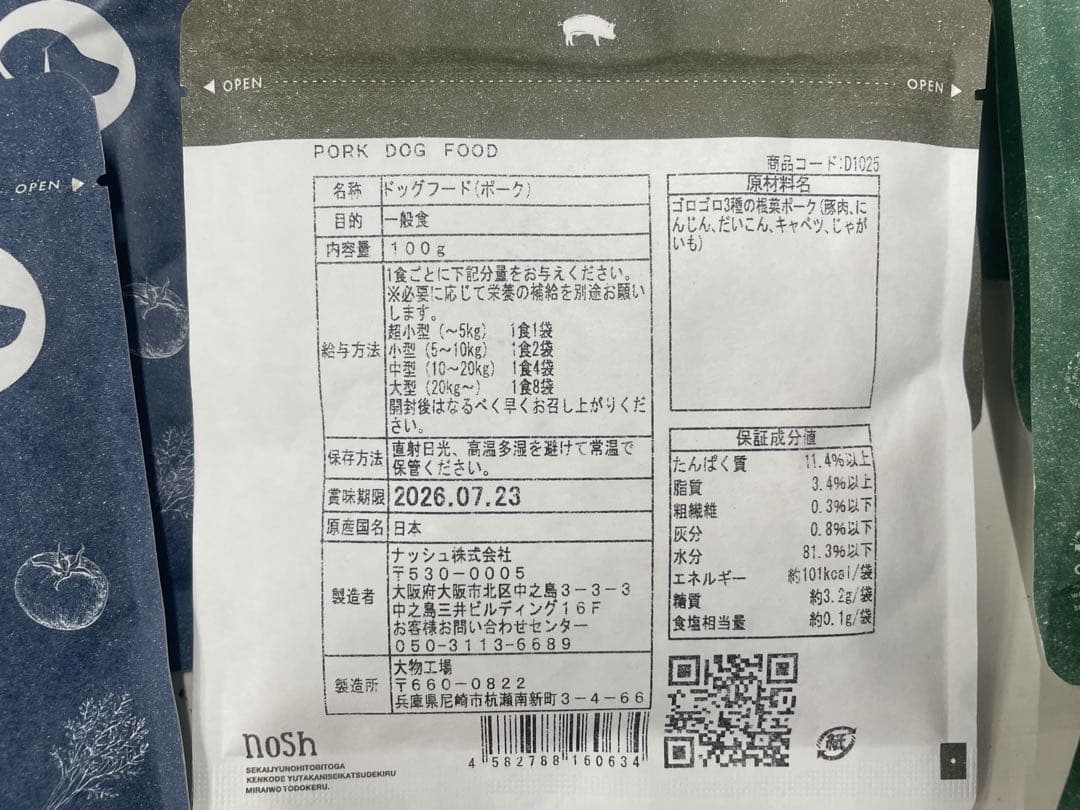 OPEN
OPEN
OPEN
PORK DOG FOOD
名称 ドッグフード(ポーク)
目的 一般食
内容量 100g
給与方法
1食ごとに下記分量をお与えください。
※必要に応じて栄養の補給を別途お願い
します。
超小型 (~5kg) 1食1袋
小型 (5~10kg) 1食2袋
中型 (10~20kg) 1食4袋
大型 (20kg~) 1食8袋
開封後はなるべく早くお召し上がりくだ
さい。
保存方法
直射日光、高温多湿を避けて常温で
保管ください。
賞味期限 2026.07.23
原産国名 日本
製造者
ナッシュ株式会社
〒530-0005
大阪府大阪市北区中之島3-3-3
中之島三井ビルディング16F
お客様お問い合わせセンター
050-3113-6689
製造所
大物工場
〒660-0822
兵庫県尼崎市杭瀬南新町3-4-66
商品コード:D1025
原材料名
ゴロゴロ3種の根菜ポーク(豚肉、に
んじん、だいこん、キャベツ、じゃが
いも)
保証成分値
たんぱく質 11.4%以上
脂質 3.4%以上
粗繊維 0.3%以下
灰分 0.8%以下
水分 81.3%以下
エネルギー 約101kcal/袋
糖質 約3.2g/袋
食塩相当量 約0.1g/袋
nosh
SEKAIJYUNOHITOBITOGA
KENKODE YUTAKANISEIKATSUDEKIRU
MIRAIWO TODOKERU.
4 582788 160634
紙